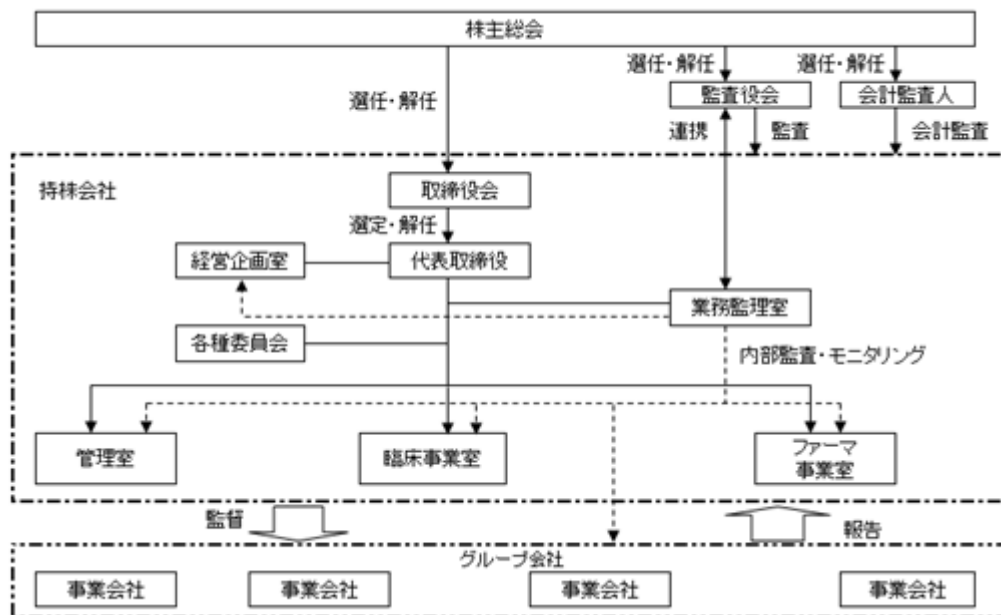 株主総会
選任・解任
選任・解任
選任・解任
監査役会
会計監査人
連携
監査
会計監査
持株会社
取締役会
選定・解任
経営企画室
代表取締役
業務監理室
各種委員会
内部監査・モニタリング
管理室
臨床事業室
ファーマ
事業室
監督
報告
グループ会社
事業会社
事業会社
事業会社
事業会社